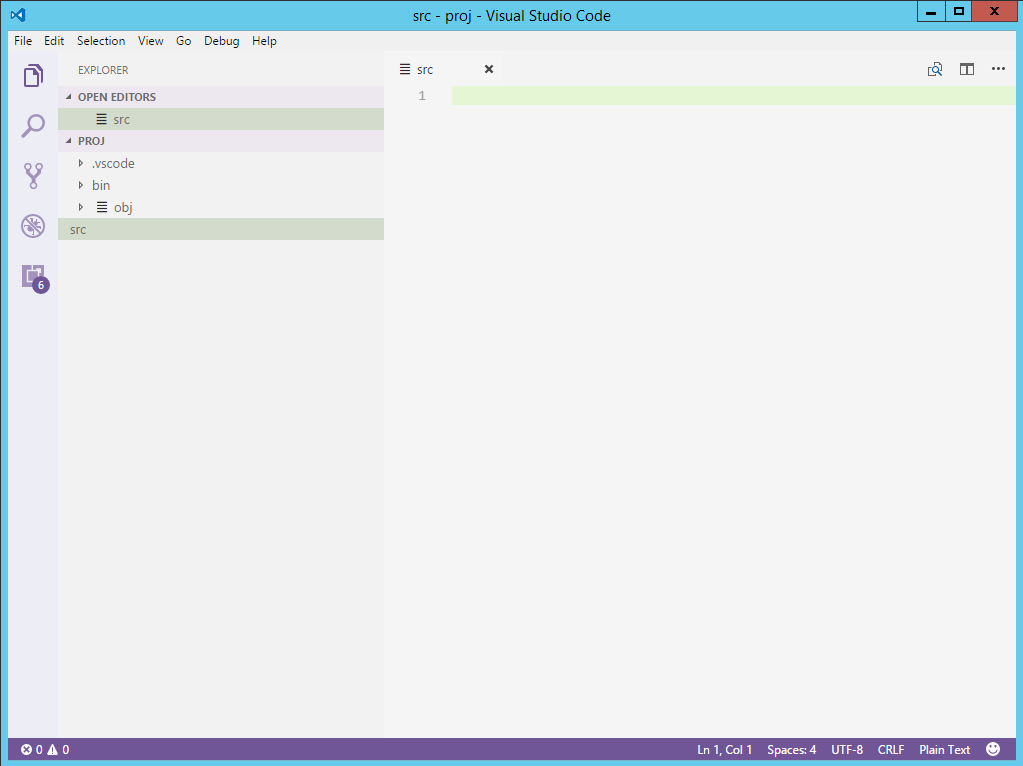 src - proj - Visual Studio Code
File Edit Selection View Go Debug Help
EXPLORER
OPEN EDITORS
src
PROJ
.vscode
bin
obj
src
6
src
1
0 0
Ln 1, Col 1 Spaces: 4 UTF-8 CRLF Plain Text